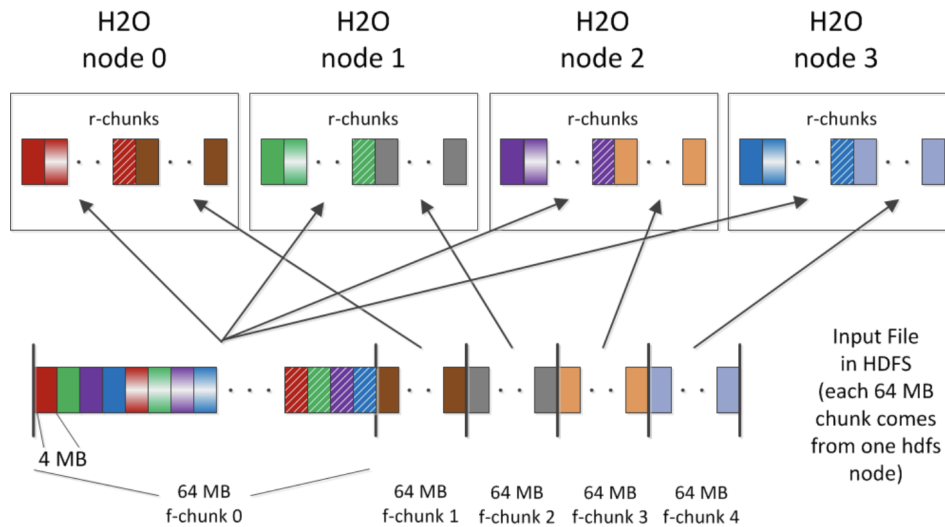 H2O
node 0
H2O
node 1
H2O
node 2
H2O
node 3
r-chunks
r-chunks
r-chunks
r-chunks
Input File
in HDFS
(each 64 MB
chunk comes
from one hdfs
node)
4 MB
64 MB
f-chunk 0
64 MB
f-chunk 1
64 MB
f-chunk 2
64 MB
f-chunk 3
64 MB
f-chunk 4